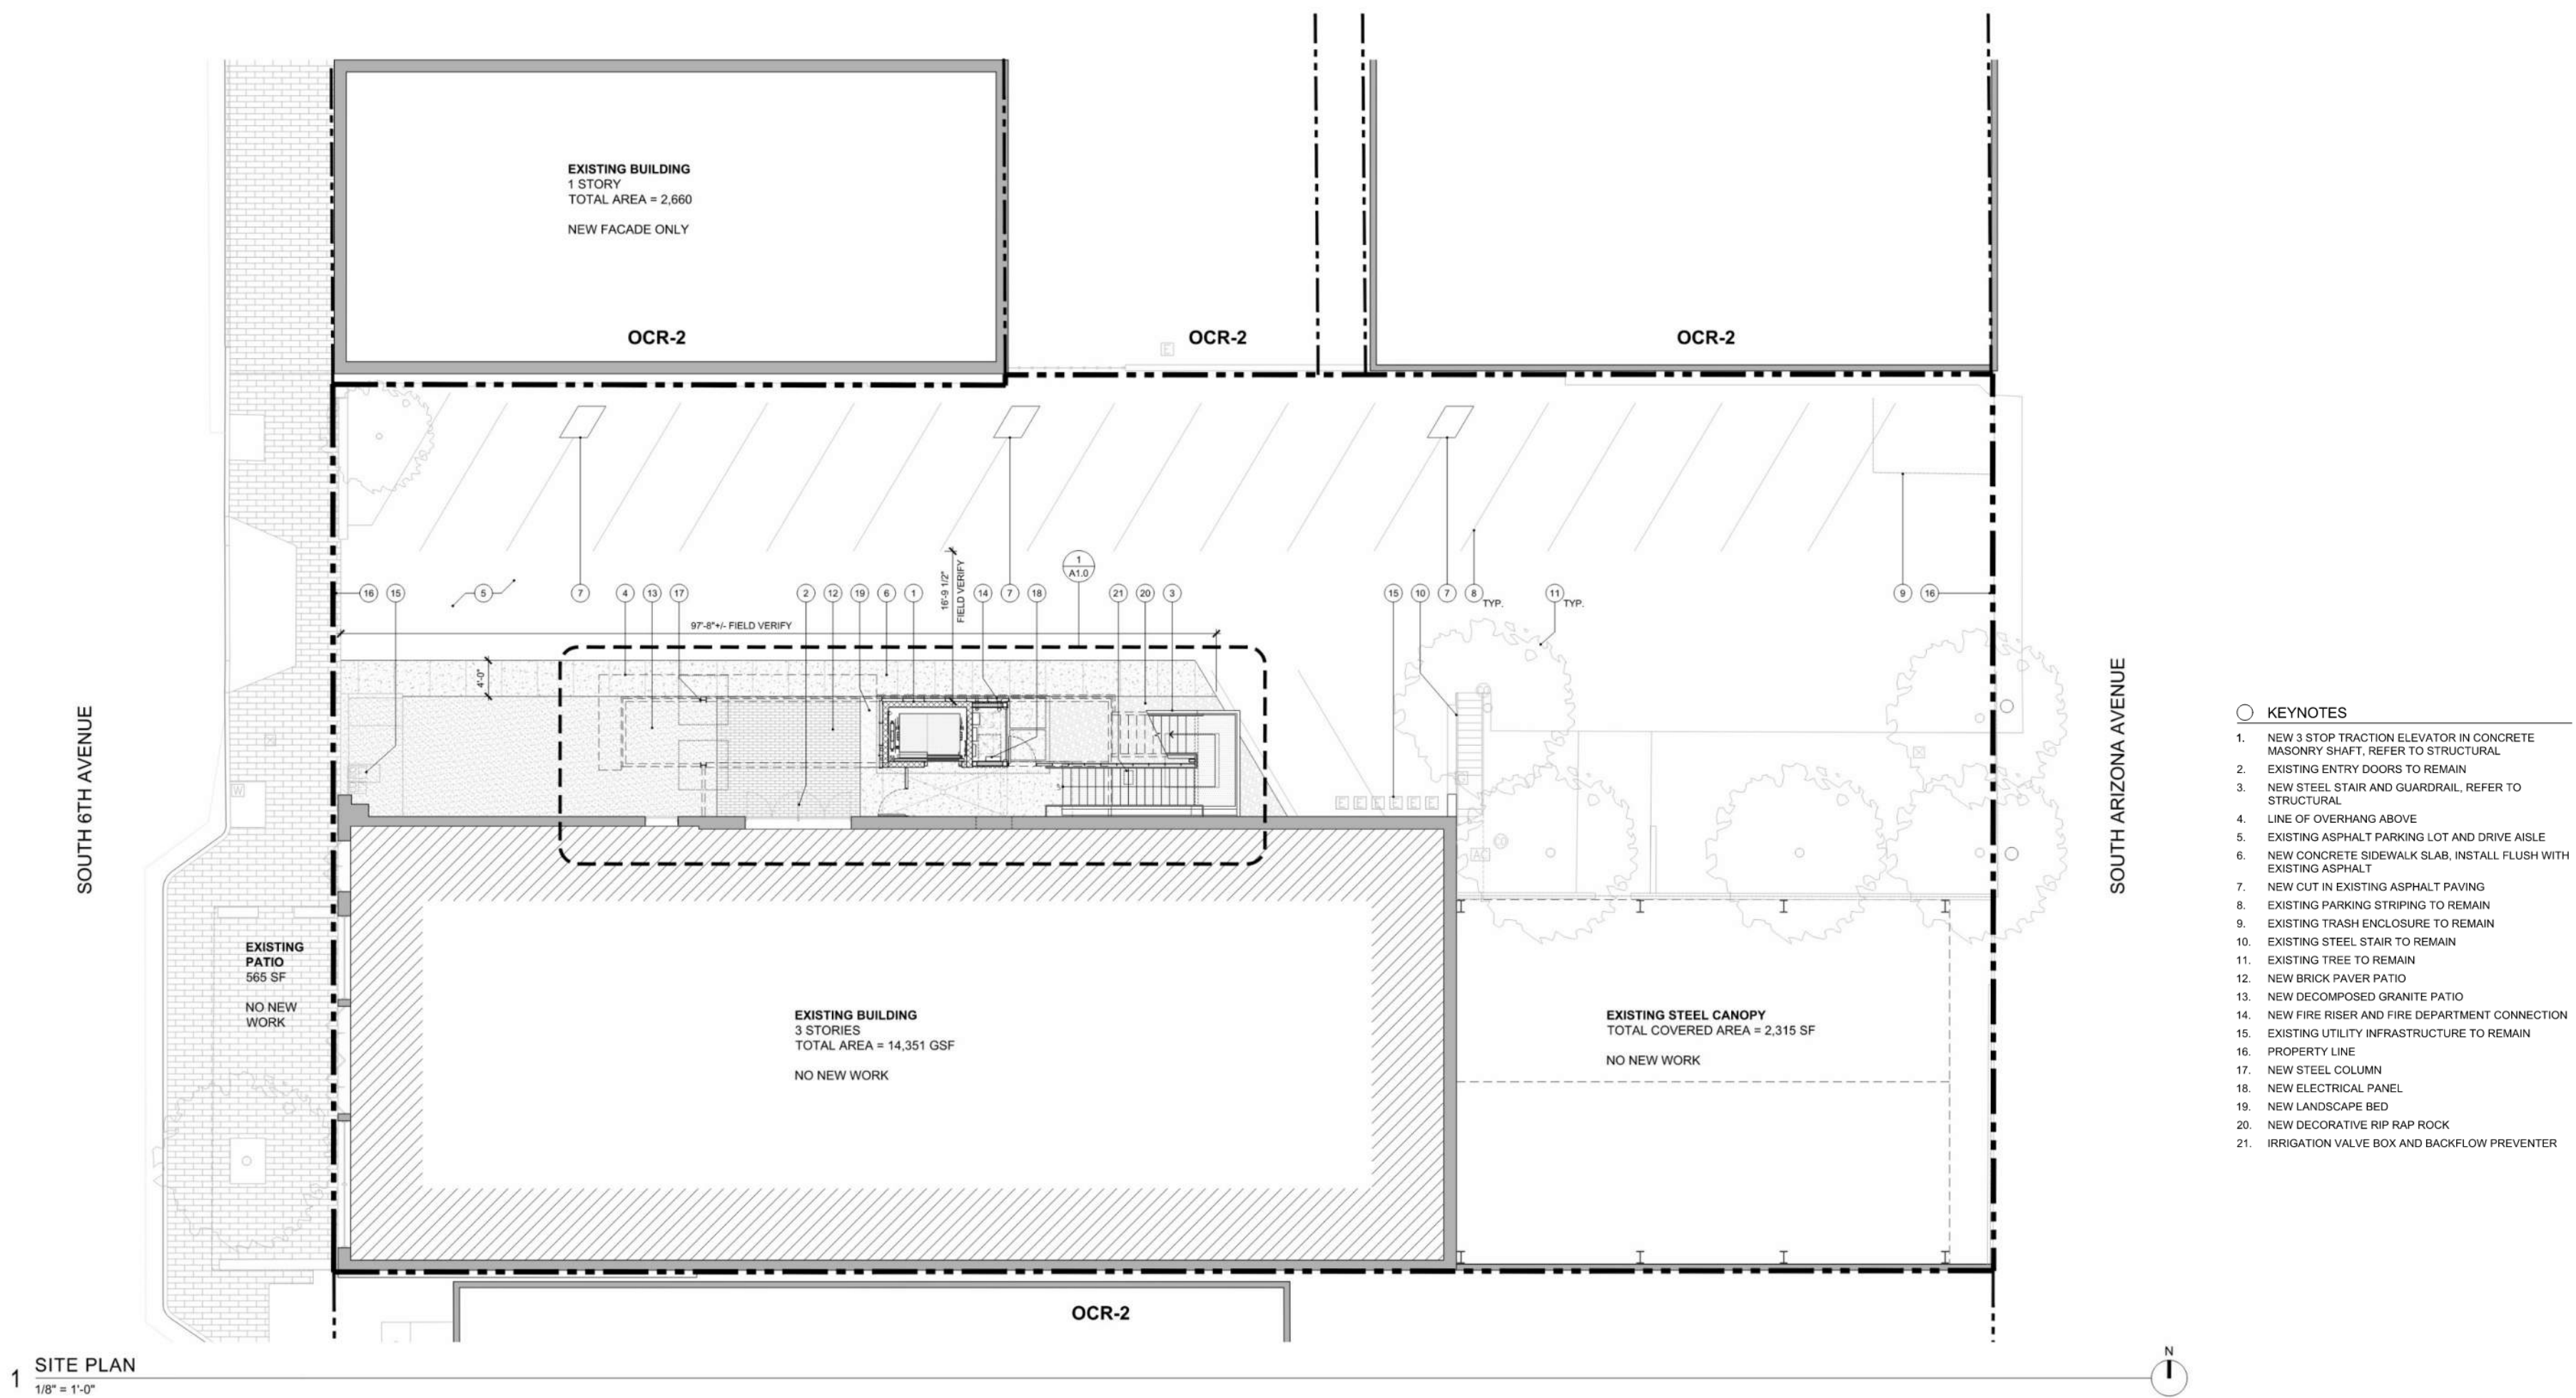 EXISTING BUILDING
1 STORY
TOTAL AREA = 2,660
NEW FACADE ONLY
OCR-2
OCR-2
OCR-2
E
1
A1.0
16
15
5
7
4
13
17
2
12
19
6
1
16'-9 1/2"
FIELD VERIFY
14
7
18
21
20
3
15
10
7
8
TYP.
11
TYP.
9
16
97'-8"+/- FIELD VERIFY
4'-0"
W
E E E E E E
SOUTH 6TH AVENUE
SOUTH ARIZONA AVENUE
EXISTING
PATIO
565 SF
NO NEW
WORK
EXISTING BUILDING
3 STORIES
TOTAL AREA = 14,351 GSF
NO NEW WORK
EXISTING STEEL CANOPY
TOTAL COVERED AREA = 2,315 SF
NO NEW WORK
OCR-2
KEYNOTES
1. NEW 3 STOP TRACTION ELEVATOR IN CONCRETE
MASONRY SHAFT, REFER TO STRUCTURAL
2. EXISTING ENTRY DOORS TO REMAIN
3. NEW STEEL STAIR AND GUARDRAIL, REFER TO
STRUCTURAL
4. LINE OF OVERHANG ABOVE
5. EXISTING ASPHALT PARKING LOT AND DRIVE AISLE
6. NEW CONCRETE SIDEWALK SLAB, INSTALL FLUSH WITH
EXISTING ASPHALT
7. NEW CUT IN EXISTING ASPHALT PAVING
8. EXISTING PARKING STRIPING TO REMAIN
9. EXISTING TRASH ENCLOSURE TO REMAIN
10. EXISTING STEEL STAIR TO REMAIN
11. EXISTING TREE TO REMAIN
12. NEW BRICK PAVER PATIO
13. NEW DECOMPOSED GRANITE PATIO
14. NEW FIRE RISER AND FIRE DEPARTMENT CONNECTION
15. EXISTING UTILITY INFRASTRUCTURE TO REMAIN
16. PROPERTY LINE
17. NEW STEEL COLUMN
18. NEW ELECTRICAL PANEL
19. NEW LANDSCAPE BED
20. NEW DECORATIVE RIP RAP ROCK
21. IRRIGATION VALVE BOX AND BACKFLOW PREVENTER
1 SITE PLAN
1/8" = 1'-0"
N